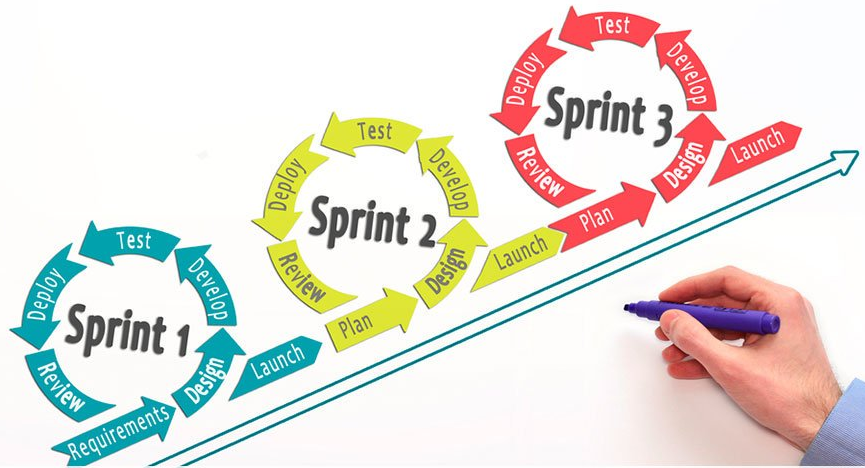 Sprint 1
Requirements
Design
Develop
Test
Deploy
Review
Launch
Sprint 2
Plan
Design
Develop
Test
Deploy
Review
Launch
Sprint 3
Plan
Design
Develop
Test
Deploy
Review
Launch